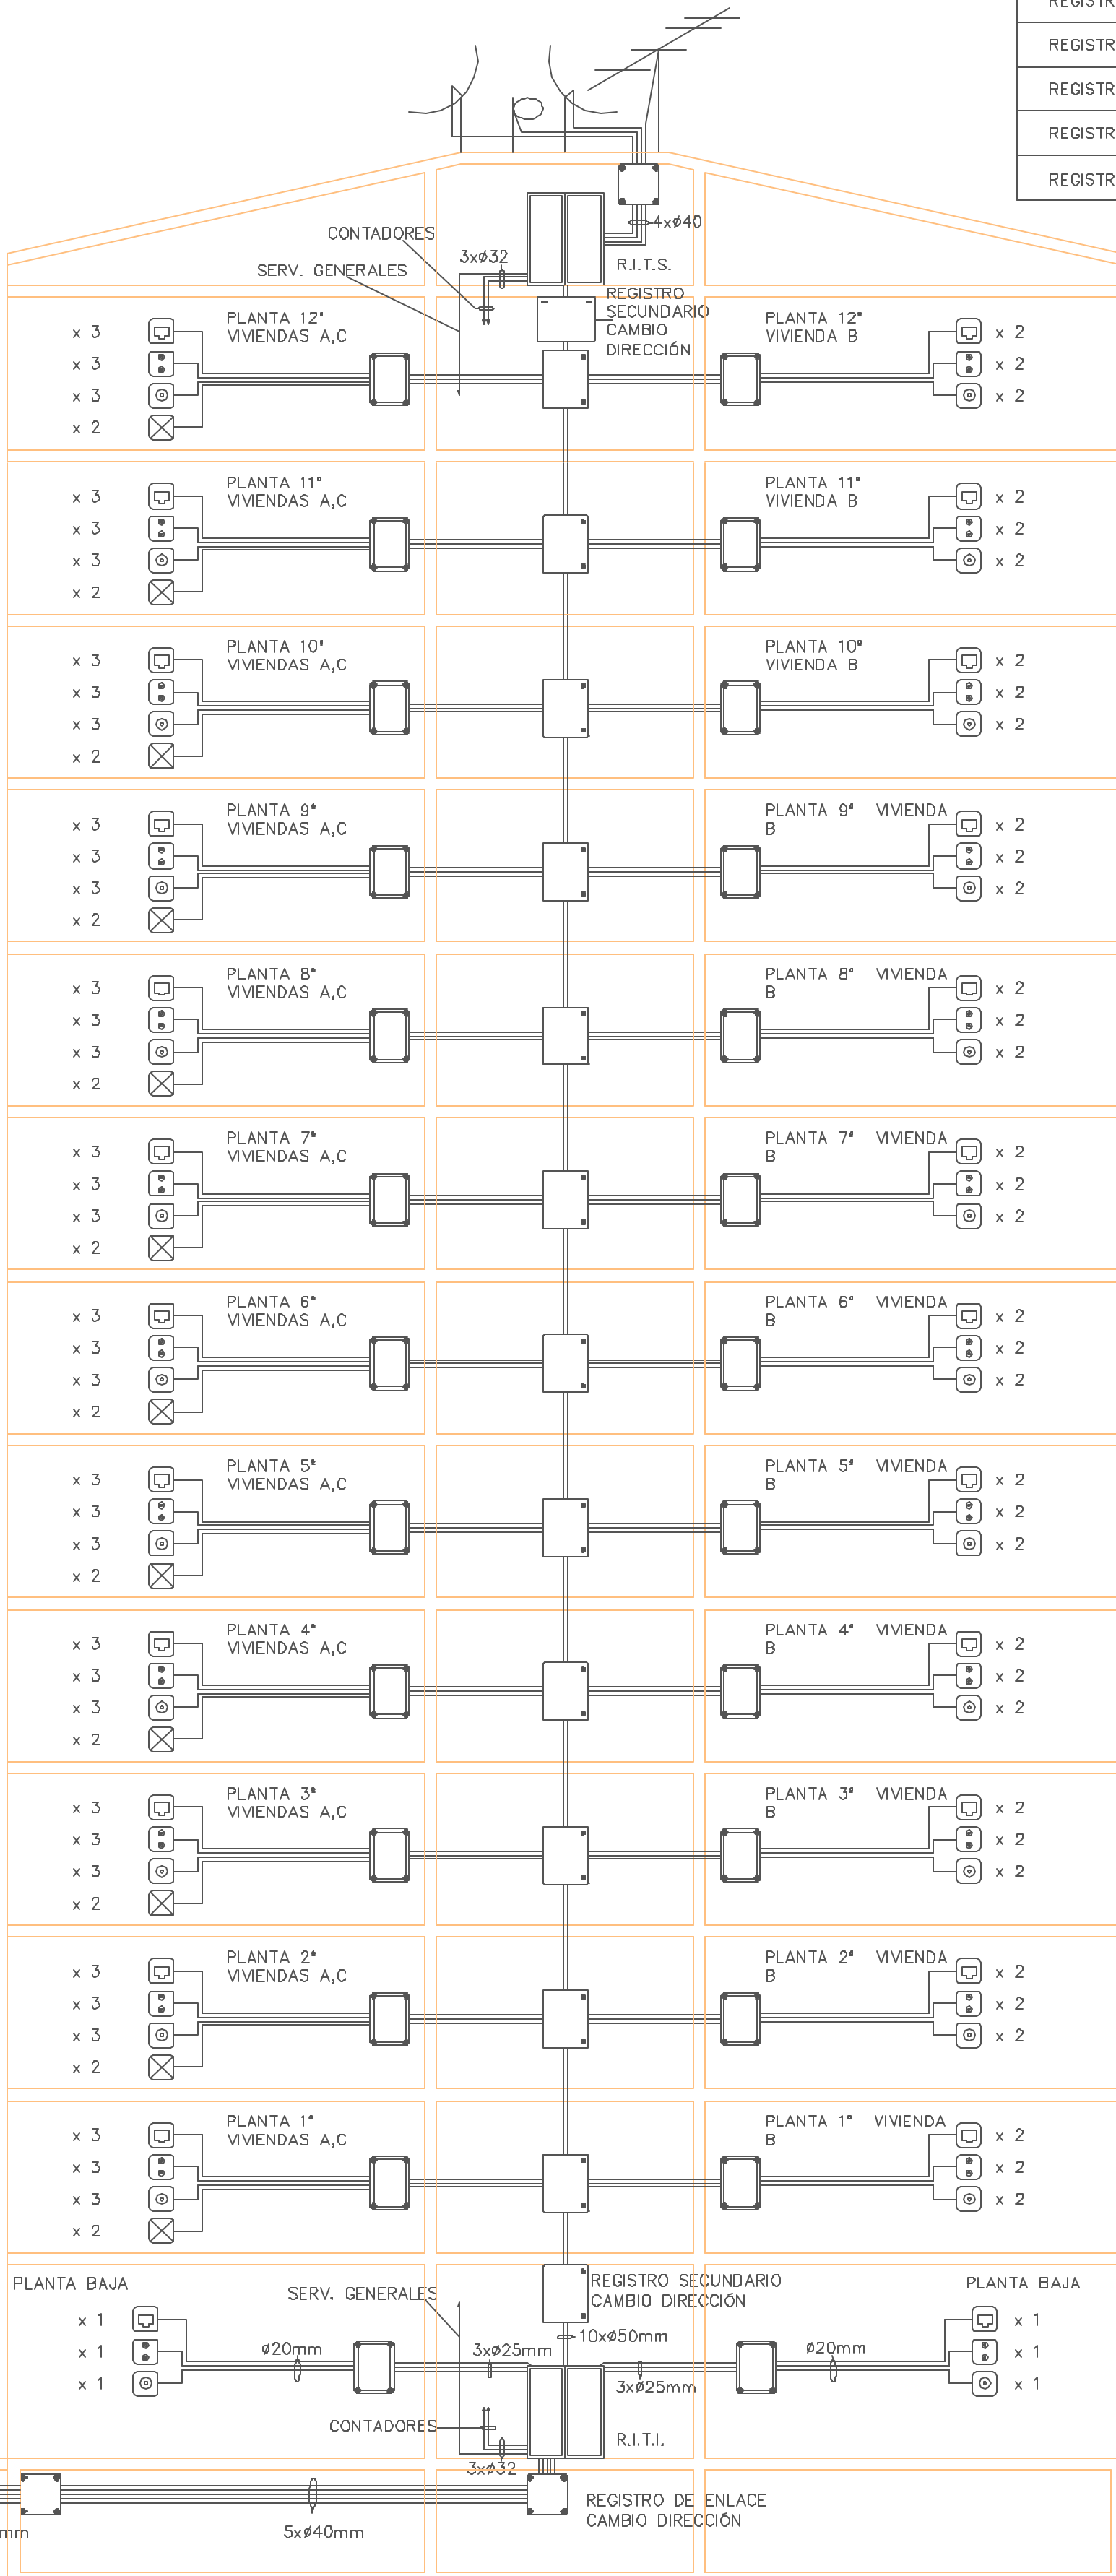 REGISTR
REGISTR
REGISTR
REGISTR
REGISTR
4xø40
CONTADORES
3xø32
SERV. GENERALES
R.I.T.S.
REGISTRO
SECUNDARIO
CAMBIO
DIRECCIÓN
PLANTA 12ª
VIVIENDAS A,C
x 3
x 3
x 3
x 2
PLANTA 12ª
VIVIENDA B
x 2
x 2
x 2
PLANTA 11ª
VIVIENDAS A,C
x 3
x 3
x 3
x 2
PLANTA 11ª
VIVIENDA B
x 2
x 2
x 2
PLANTA 10ª
VIVIENDAS A,C
x 3
x 3
x 3
x 2
PLANTA 10ª
VIVIENDA B
x 2
x 2
x 2
PLANTA 9ª
VIVIENDAS A,C
x 3
x 3
x 3
x 2
PLANTA 9ª VIVIENDA
B
x 2
x 2
x 2
PLANTA 8ª
VIVIENDAS A,C
x 3
x 3
x 3
x 2
PLANTA 8ª VIVIENDA
B
x 2
x 2
x 2
PLANTA 7ª
VIVIENDAS A,C
x 3
x 3
x 3
x 2
PLANTA 7ª VIVIENDA
B
x 2
x 2
x 2
PLANTA 6ª
VIVIENDAS A,C
x 3
x 3
x 3
x 2
PLANTA 6ª VIVIENDA
B
x 2
x 2
x 2
PLANTA 5ª
VIVIENDAS A,C
x 3
x 3
x 3
x 2
PLANTA 5ª VIVIENDA
B
x 2
x 2
x 2
PLANTA 4ª
VIVIENDAS A,C
x 3
x 3
x 3
x 2
PLANTA 4ª VIVIENDA
B
x 2
x 2
x 2
PLANTA 3ª
VIVIENDAS A,C
x 3
x 3
x 3
x 2
PLANTA 3ª VIVIENDA
B
x 2
x 2
x 2
PLANTA 2ª
VIVIENDAS A,C
x 3
x 3
x 3
x 2
PLANTA 2ª VIVIENDA
B
x 2
x 2
x 2
PLANTA 1ª
VIVIENDAS A,C
x 3
x 3
x 3
x 2
PLANTA 1ª VIVIENDA
B
x 2
x 2
x 2
PLANTA BAJA
x 1
x 1
x 1
SERV. GENERALES
REGISTRO SECUNDARIO
CAMBIO DIRECCIÓN
PLANTA BAJA
x 1
x 1
x 1
10xø50mm
ø20mm
3xø25mm
3xø25mm
ø20mm
CONTADORES
R.I.T.I.
3xø32
REGISTRO DE ENLACE
CAMBIO DIRECCIÓN
mm
5xø40mm